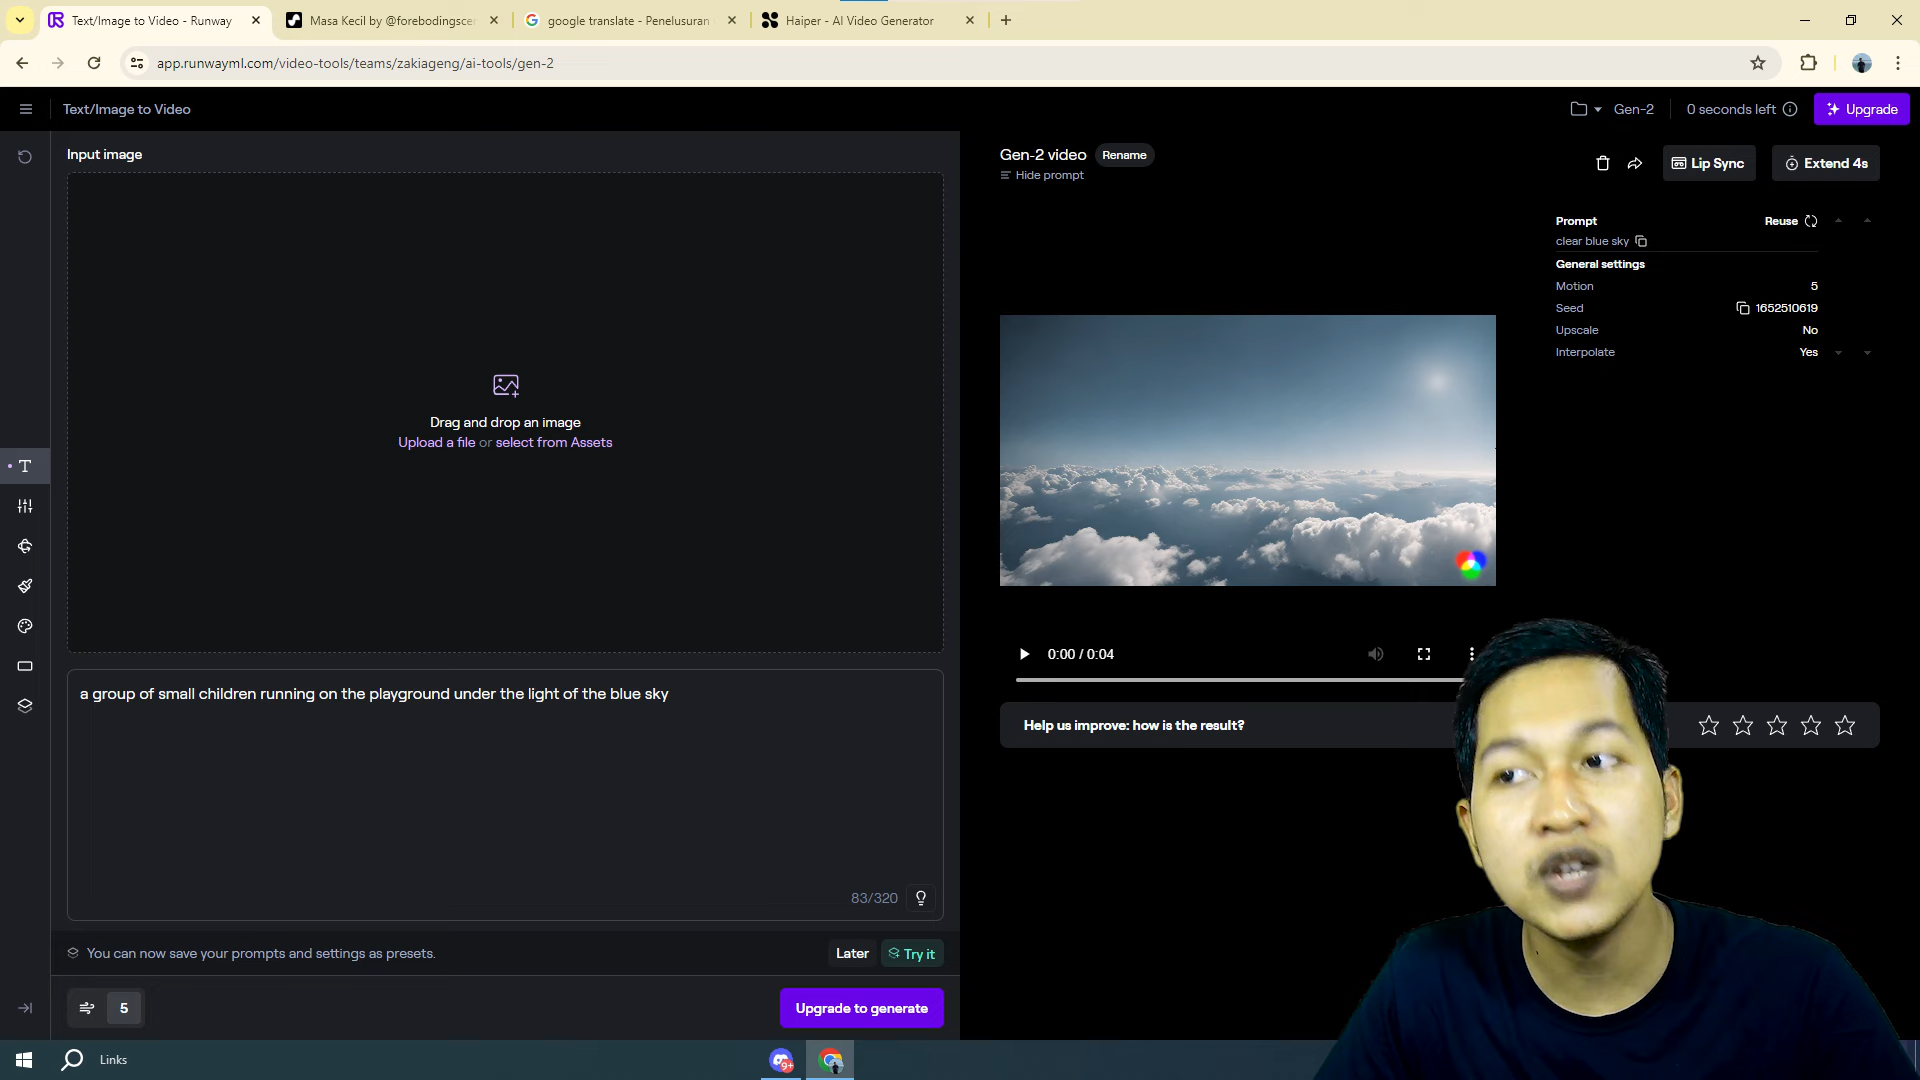 Text/Image to Video - Runway
Masa Kecil by @forebodingscen
google translate - Penelusuran
Haiper - AI Video Generator
app.runwayml.com/video-tools/teams/zakiageng/ai-tools/gen-2
Text/Image to Video
Gen-2
0 seconds left
Upgrade
Input image
Drag and drop an image
Upload a file or select from Assets
T
a group of small children running on the playground under the light of the blue sky
83/320
You can now save your prompts and settings as presets.
Later
Try it
5
Upgrade to generate
Gen-2 video
Rename
Hide prompt
Lip Sync
Extend 4s
Prompt
Reuse
clear blue sky
General settings
Motion
5
Seed
1652510619
Upscale
No
Interpolate
Yes
0:00 / 0:04
Help us improve: how is the result?
Links
9+